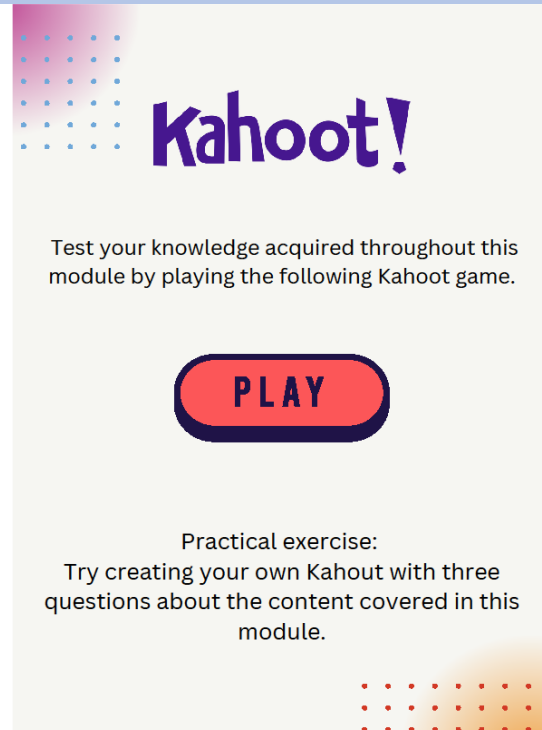 Kahoot!
Test your knowledge acquired throughout this
module by playing the following Kahoot game.
PLAY
Practical exercise:
Try creating your own Kahout with three
questions about the content covered in this
module.